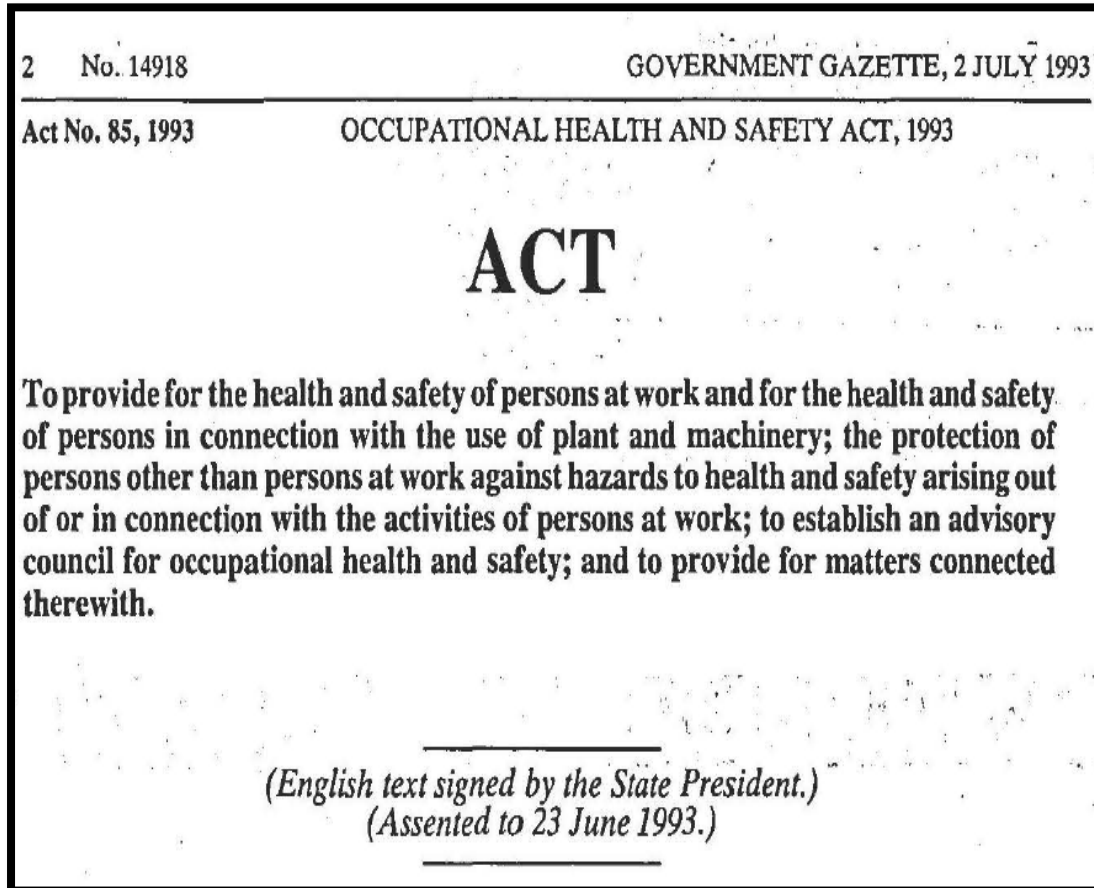 2 No. 14918 GOVERNMENT GAZETTE, 2 JULY 1993
Act No. 85, 1993 OCCUPATIONAL HEALTH AND SAFETY ACT, 1993
ACT
To provide for the health and safety of persons at work and for the health and safety
of persons in connection with the use of plant and machinery; the protection of
persons other than persons at work against hazards to health and safety arising out
of or in connection with the activities of persons at work; to establish an advisory
council for occupational health and safety; and to provide for matters connected
therewith.
(English text signed by the State President.)
(Assented to 23 June 1993.)